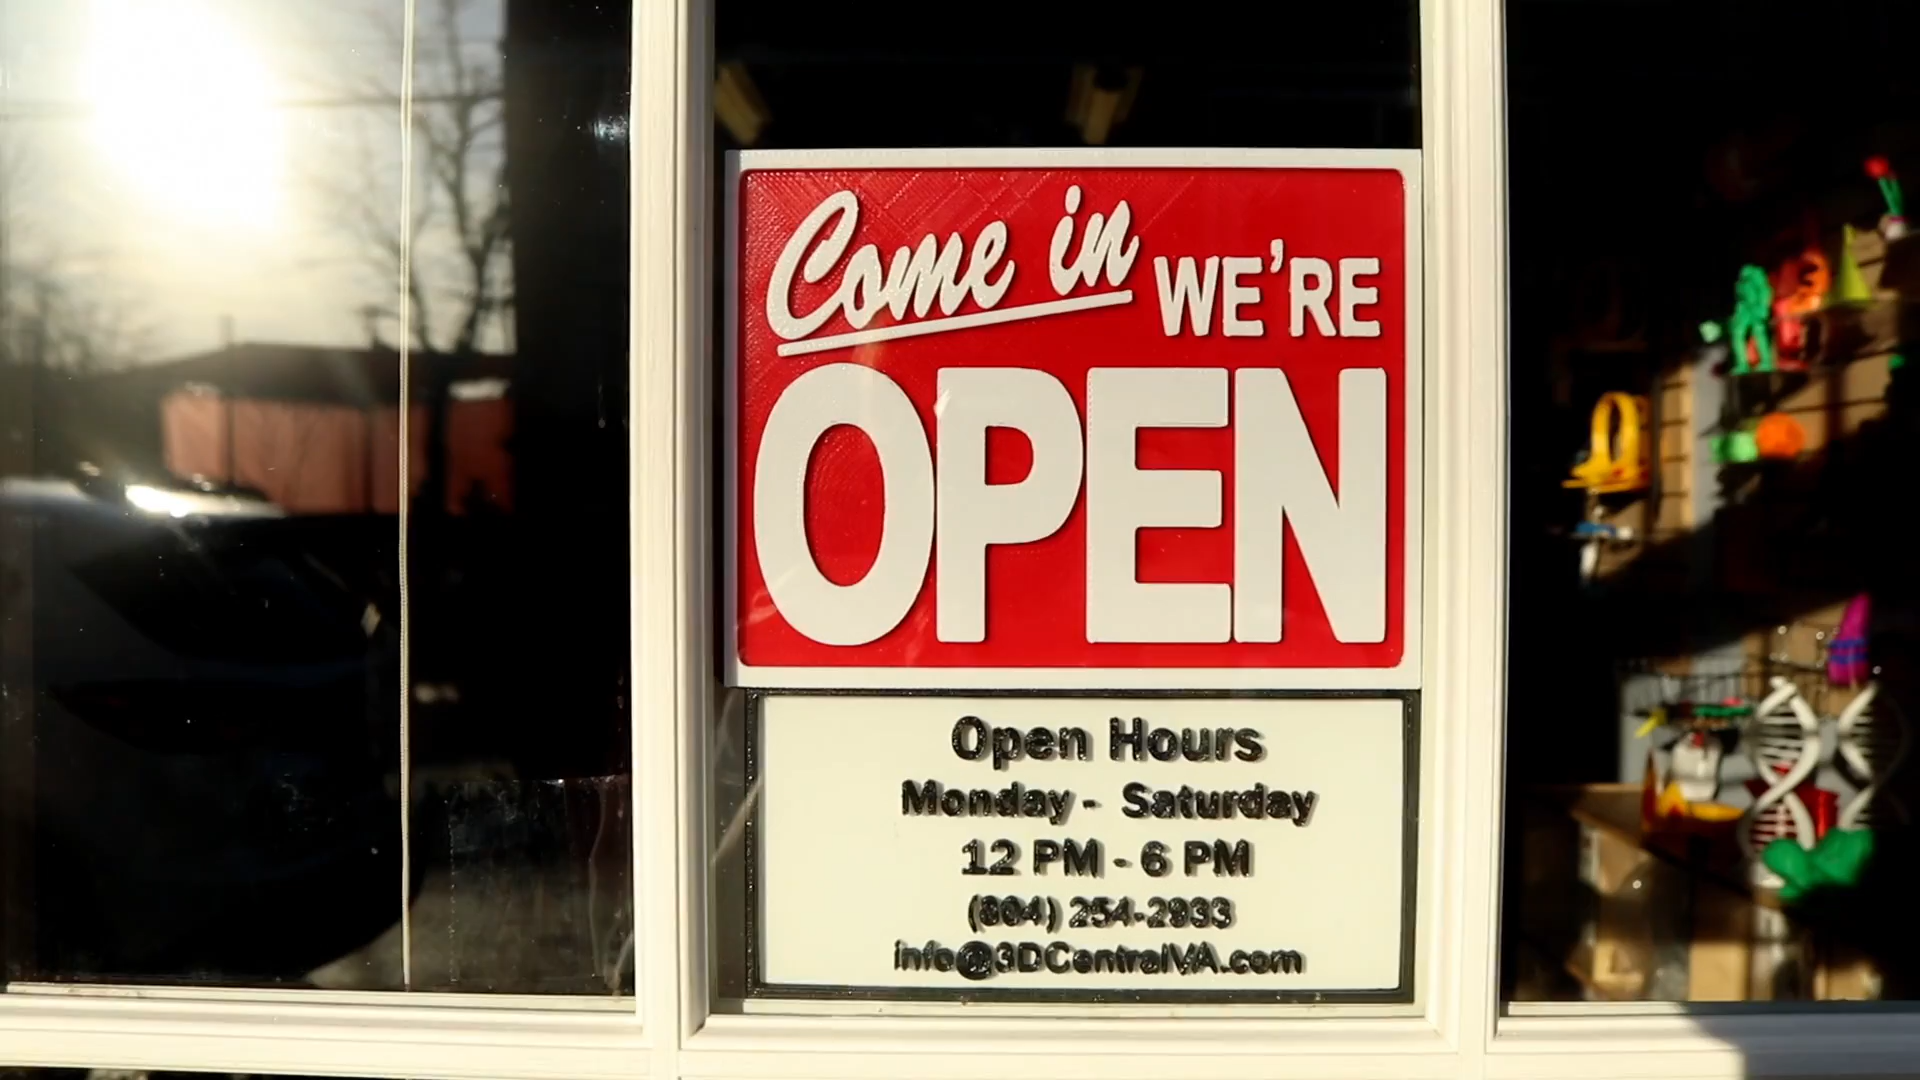 Come in WE'RE
OPEN
Open Hours
Monday - Saturday
12 PM - 6 PM
(804) 254-2933
info@3DCentralVA.com